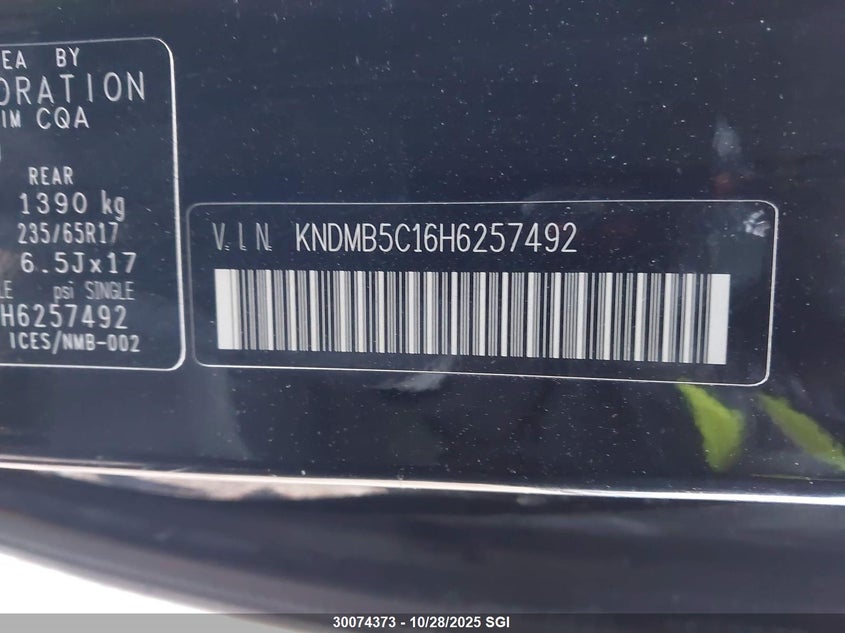 EA BY
ORATION
IM CQA
REAR
1390 kg
235/65R17
6.5Jx17
psi SINGLE
H6257492
ICES/NMB-002
V.I.N. KNDMB5C16H6257492
30074373 - 10/28/2025 SGI